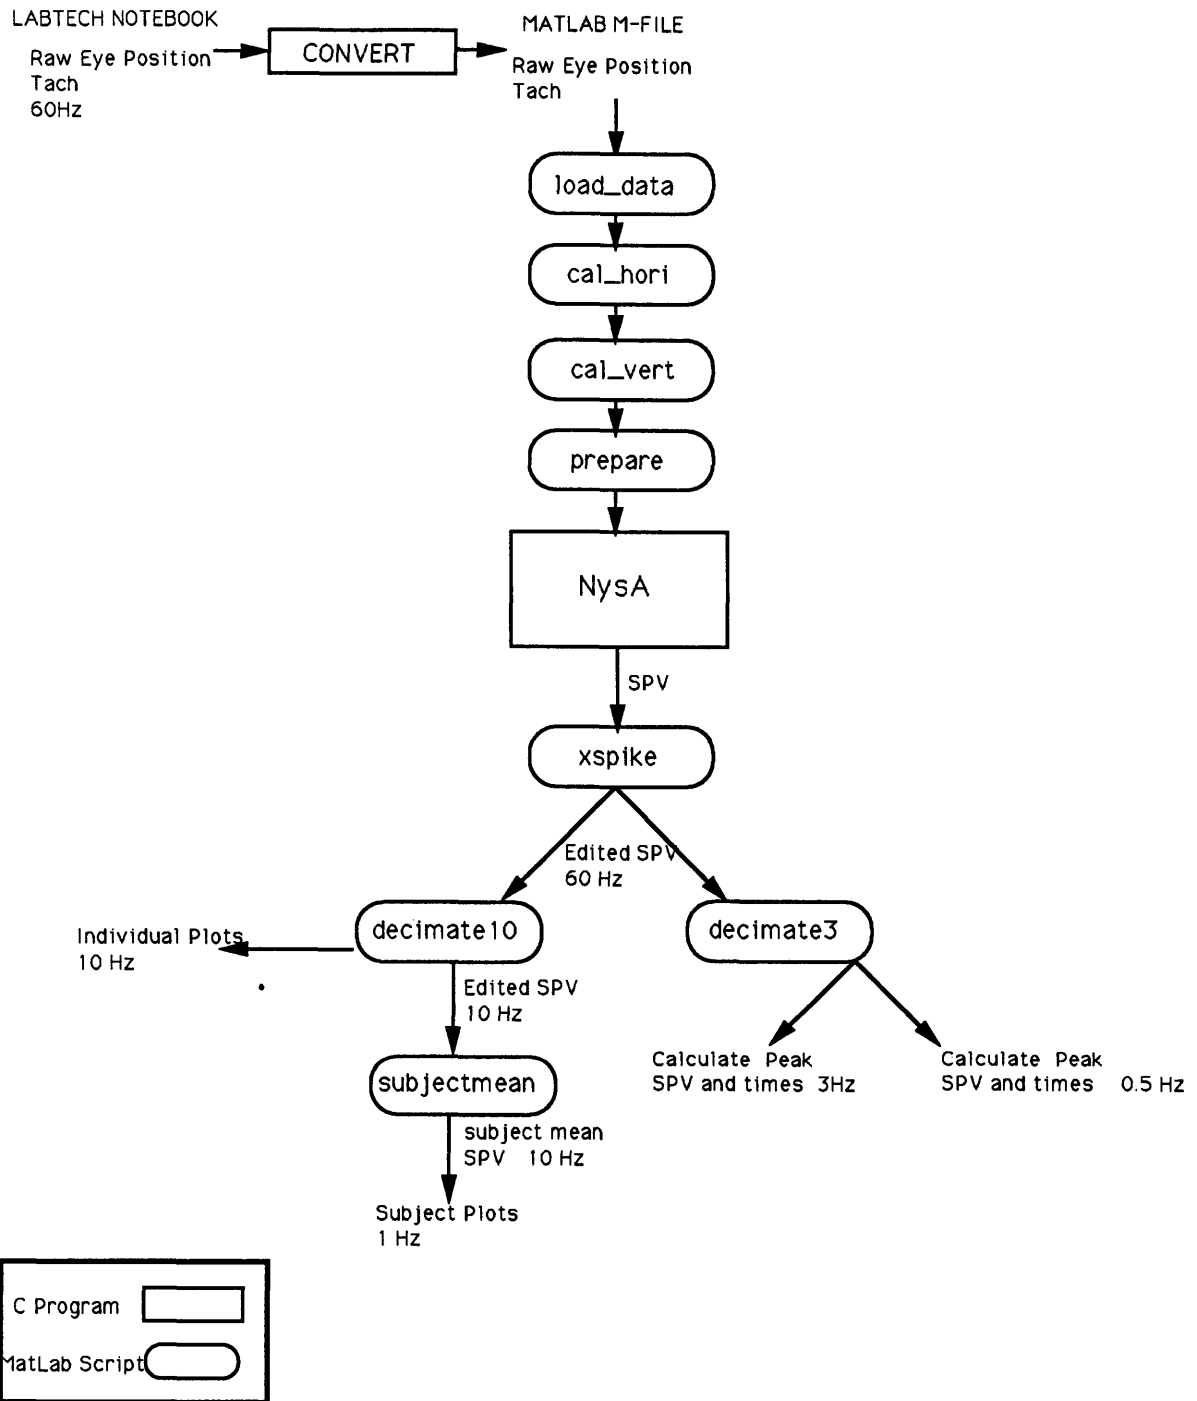 LABTECH NOTEBOOK
Raw Eye Position
Tach
60Hz
CONVERT
MATLAB M-FILE
Raw Eye Position
Tach
load_data
cal_hori
cal_vert
prepare
NysA
SPV
xspike
Edited SPV
60 Hz
decimate10
decimate3
Individual Plots
10 Hz
Edited SPV
10 Hz
subjectmean
Calculate Peak
SPV and times 3Hz
Calculate Peak
SPV and times 0.5 Hz
subject mean
SPV 10 Hz
Subject Plots
1 Hz
C Program
MatLab Script